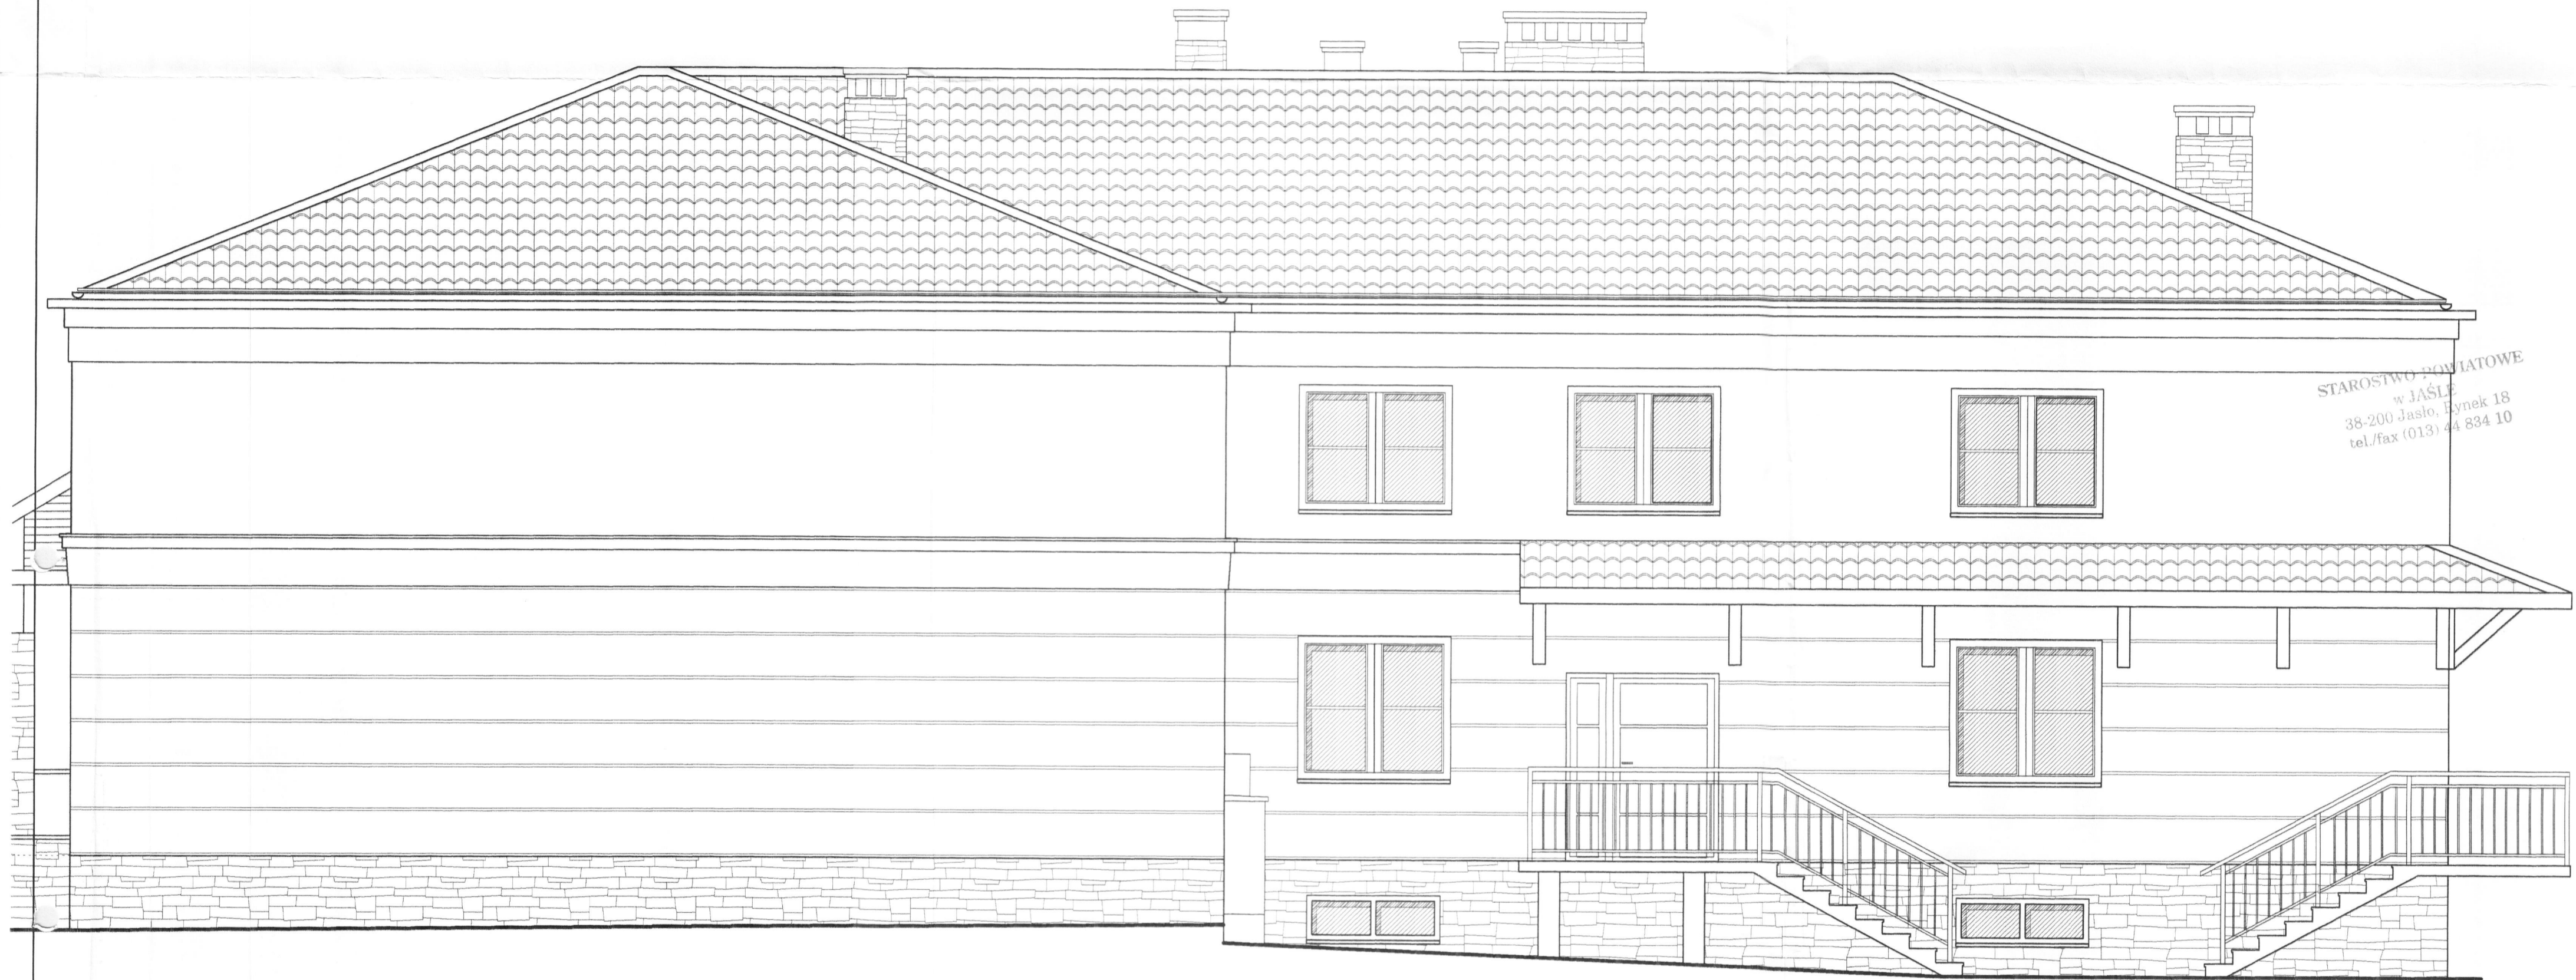 STAROSTWO POWIATOWE
w JAŚLE
38-200 Jasło, Rynek 18
tel./fax (013) 44 834 10